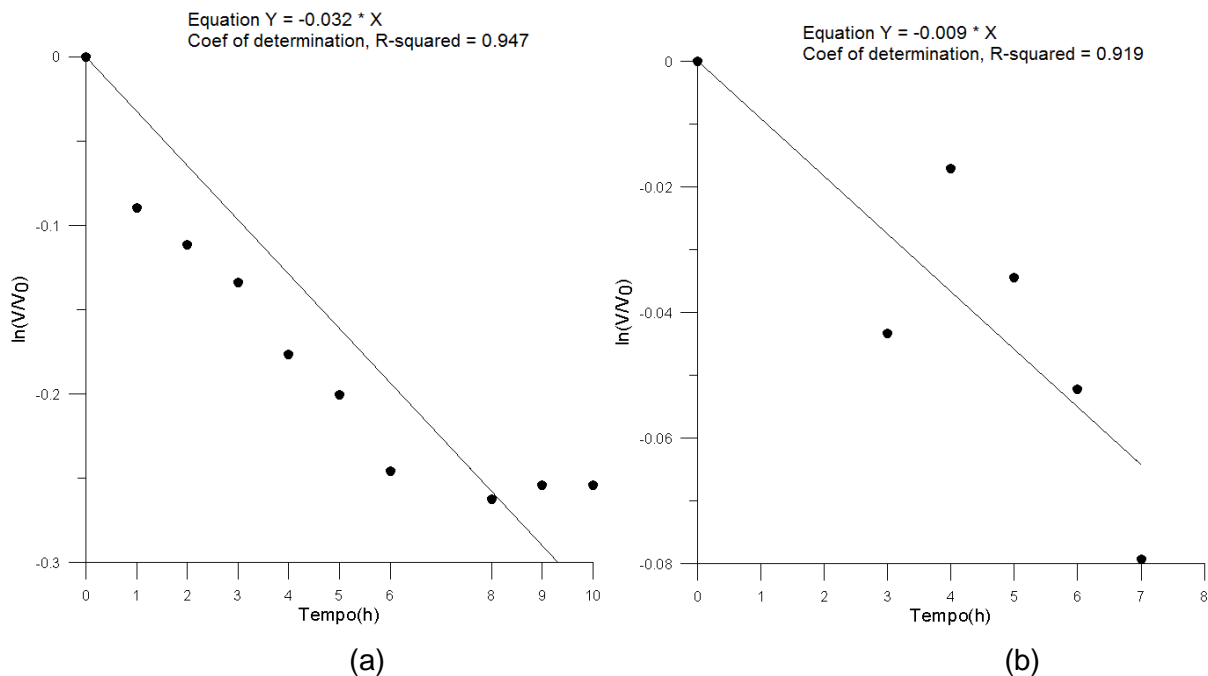 Equation Y = -0.032 * X
Coef of determination, R-squared = 0.947
0
-0.1
-0.2
-0.3
ln(V/V0)
0 1 2 3 4 5 6 8 9 10
Tempo(h)
(a)
Equation Y = -0.009 * X
Coef of determination, R-squared = 0.919
0
-0.02
-0.04
-0.06
-0.08
ln(V/V0)
0 1 2 3 4 5 6 7 8
Tempo(h)
(b)